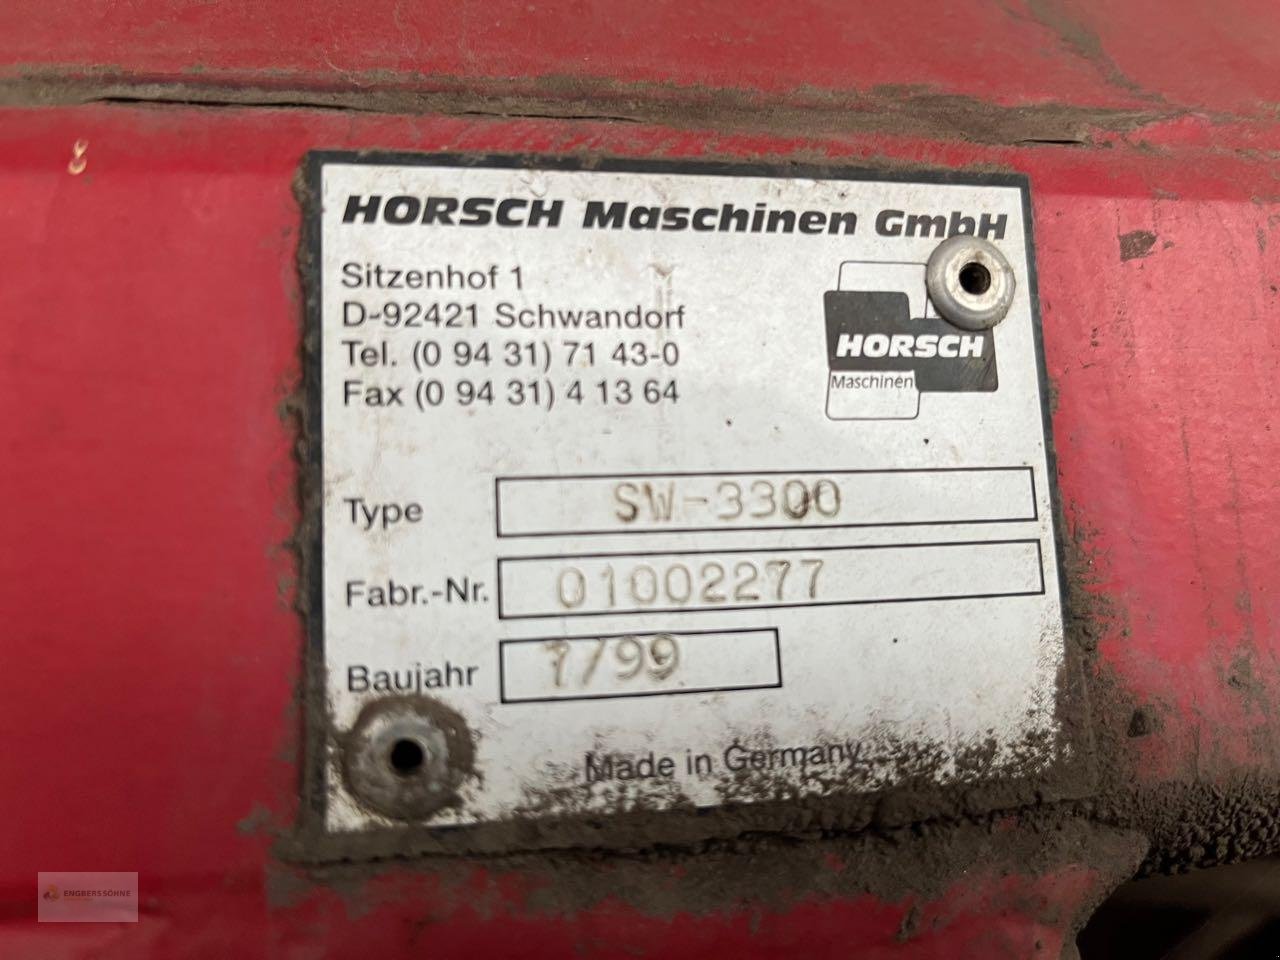 HORSCH Maschinen GmbH
Sitzenhof 1
D-92421 Schwandorf
Tel. (0 94 31) 71 43-0
Fax (0 94 31) 4 13 64
HORSCH
Maschinen
Type SW-3300
Fabr.-Nr. 01002277
Baujahr 7/99
Made in Germany
ENGBERSSÖHNE